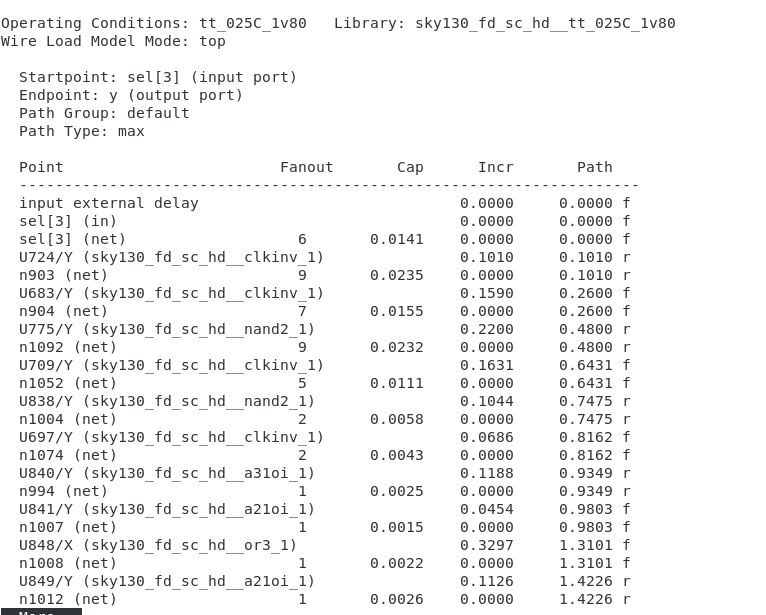 Operating Conditions: tt_025C_1v80   Library: sky130_fd_sc_hd__tt_025C_1v80
Wire Load Model Mode: top
Startpoint: sel[3] (input port)
Endpoint: y (output port)
Path Group: default
Path Type: max
Point                        Fanout       Cap      Incr       Path
---------------------------------------------------------------------
input external delay                             0.0000     0.0000 f
sel[3] (in)                                      0.0000     0.0000 f
sel[3] (net)                   6       0.0141    0.0000     0.0000 f
U724/Y (sky130_fd_sc_hd__clkinv_1)               0.1010     0.1010 r
n903 (net)                     9       0.0235    0.0000     0.1010 r
U683/Y (sky130_fd_sc_hd__clkinv_1)               0.1590     0.2600 f
n904 (net)                     7       0.0155    0.0000     0.2600 f
U775/Y (sky130_fd_sc_hd__nand2_1)                0.2200     0.4800 r
n1092 (net)                    9       0.0232    0.0000     0.4800 r
U709/Y (sky130_fd_sc_hd__clkinv_1)               0.1631     0.6431 f
n1052 (net)                    5       0.0111    0.0000     0.6431 f
U838/Y (sky130_fd_sc_hd__nand2_1)                0.1044     0.7475 r
n1004 (net)                    2       0.0058    0.0000     0.7475 r
U697/Y (sky130_fd_sc_hd__clkinv_1)               0.0686     0.8162 f
n1074 (net)                    2       0.0043    0.0000     0.8162 f
U840/Y (sky130_fd_sc_hd__a31oi_1)                0.1188     0.9349 r
n994 (net)                     1       0.0025    0.0000     0.9349 r
U841/Y (sky130_fd_sc_hd__a21oi_1)                0.0454     0.9803 f
n1007 (net)                    1       0.0015    0.0000     0.9803 f
U848/X (sky130_fd_sc_hd__or3_1)                  0.3297     1.3101 f
n1008 (net)                    1       0.0022    0.0000     1.3101 f
U849/Y (sky130_fd_sc_hd__a21oi_1)                0.1126     1.4226 r
n1012 (net)                    1       0.0026    0.0000     1.4226 r